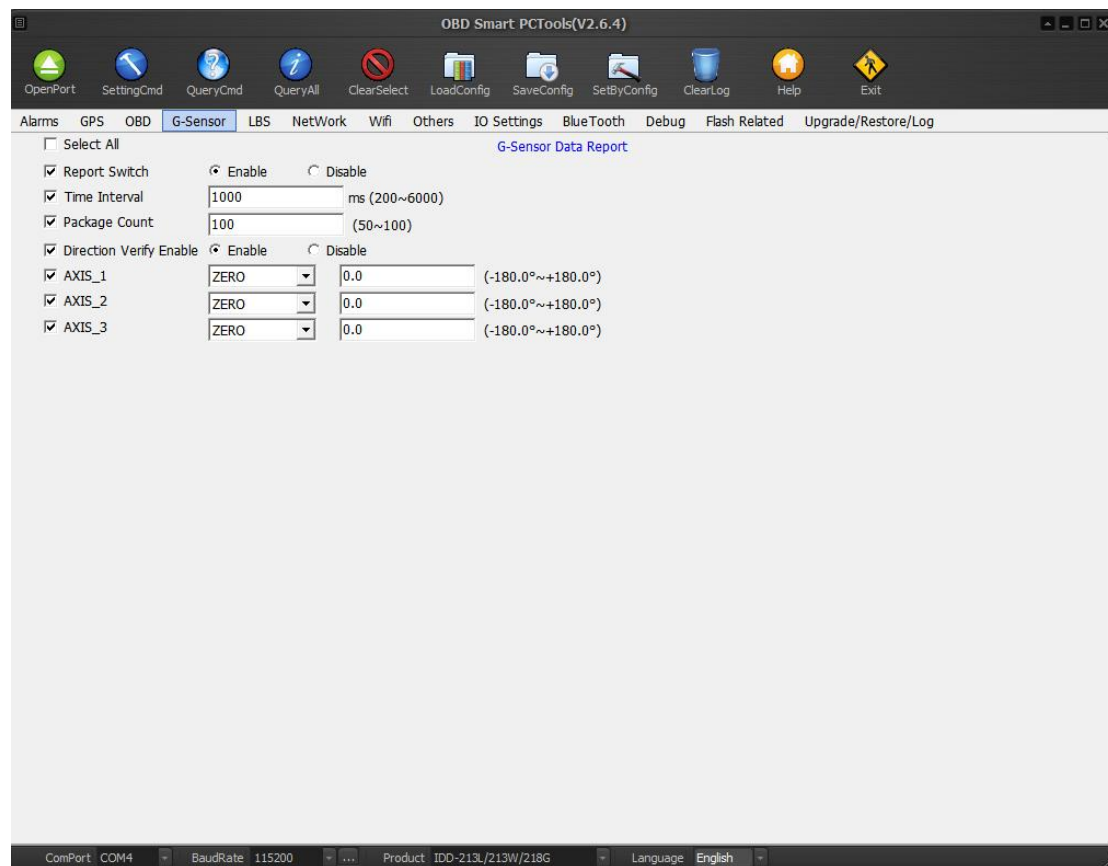 OBD Smart PCTools(V2.6.4)
OpenPort SettingCmd QueryCmd QueryAll ClearSelect LoadConfig SaveConfig SetByConfig ClearLog Help Exit
Alarms GPS OBD G-Sensor LBS NetWork Wifi Others IO Settings BlueTooth Debug Flash Related Upgrade/Restore/Log
Select All G-Sensor Data Report
Report Switch Enable Disable
Time Interval 1000 ms (200~6000)
Package Count 100 (50~100)
Direction Verify Enable Enable Disable
AXIS_1 ZERO 0.0 (-180.0°~+180.0°)
AXIS_2 ZERO 0.0 (-180.0°~+180.0°)
AXIS_3 ZERO 0.0 (-180.0°~+180.0°)
ComPort COM4 BaudRate 115200 ... Product IDD-213L/213W/218G Language English